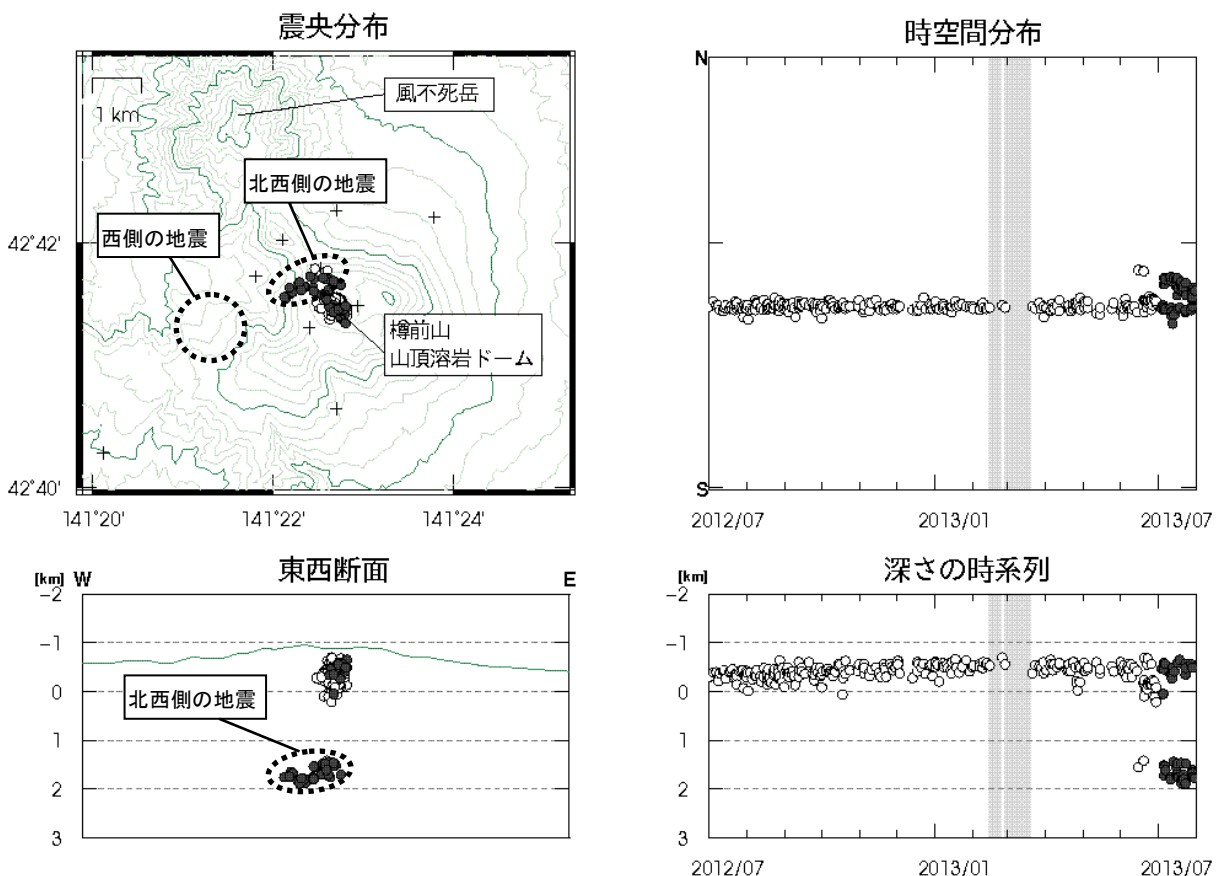 震央分布
1 km
風不死岳
北西側の地震
西側の地震
樽前山
山頂溶岩ドーム
42°42'
42°40'
141°20'
141°22'
141°24'
時空間分布
N
S
2012/07
2013/01
2013/07
東西断面
[km]
W
E
-2
-1
0
1
2
3
北西側の地震
深さの時系列
[km]
-2
-1
0
1
2
3
2012/07
2013/01
2013/07